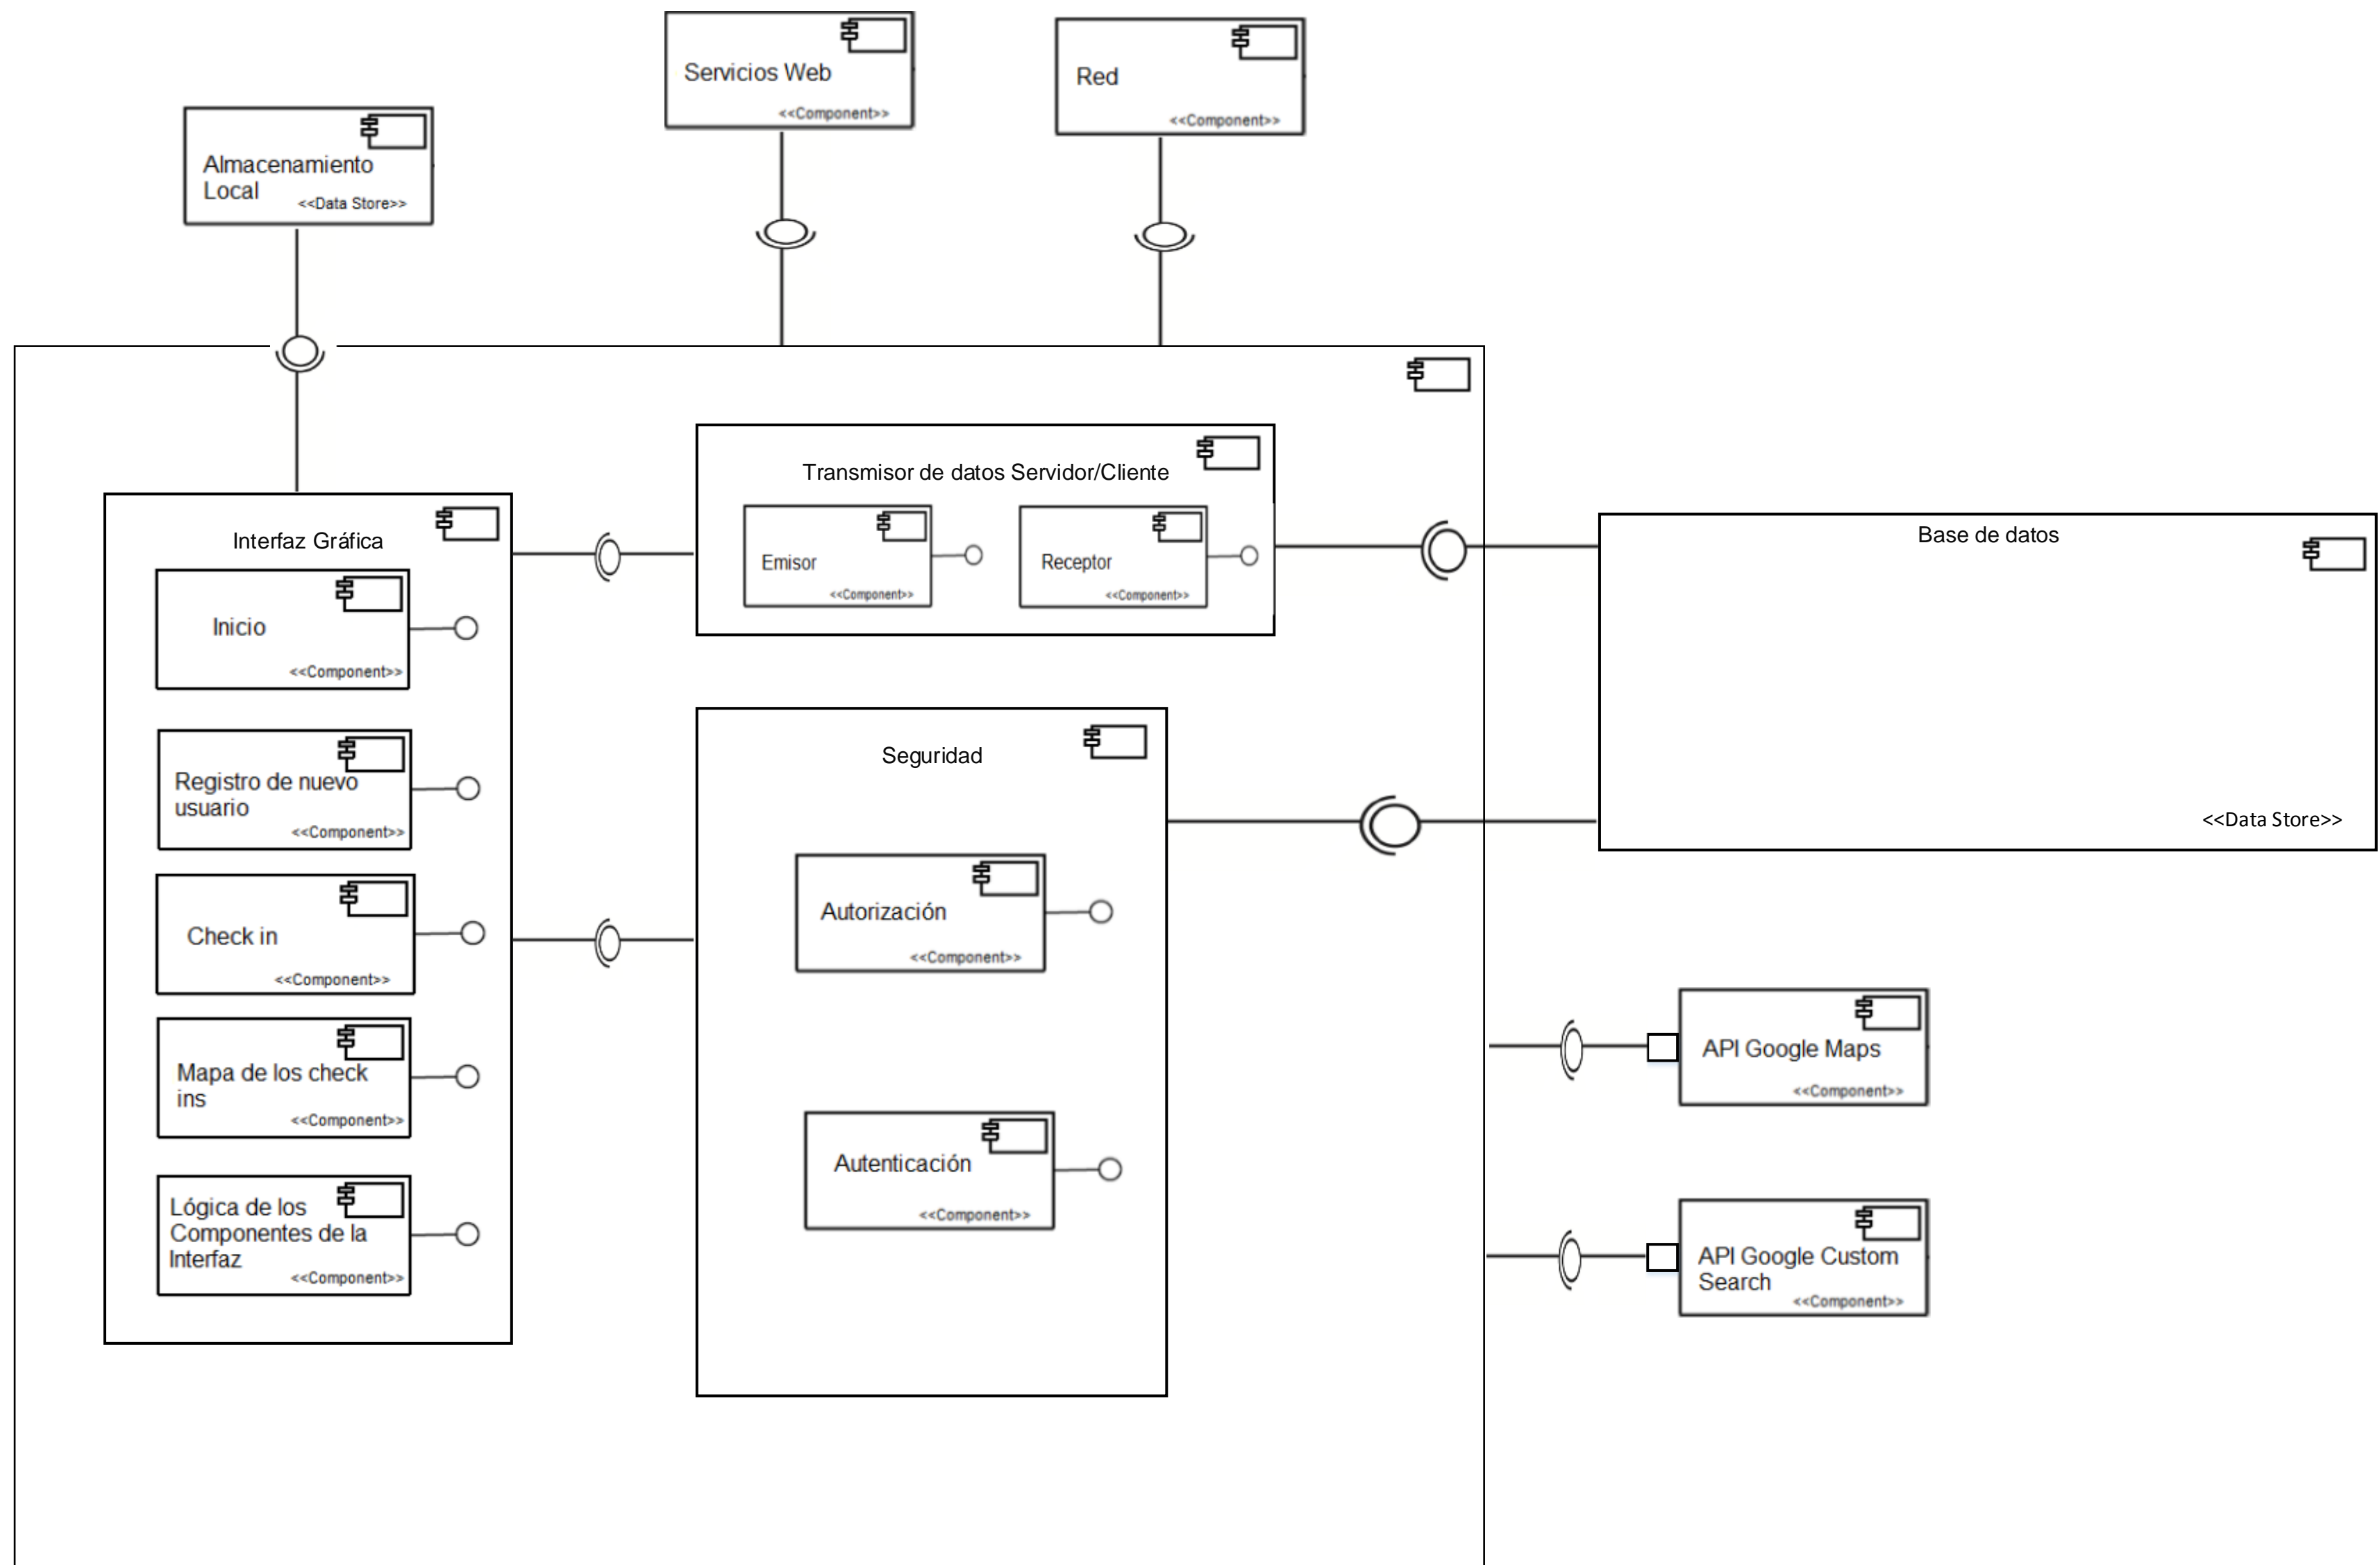 Servicios Web
<<Component>>
Red
<<Component>>
Almacenamiento
Local
<<Data Store>>
Transmisor de datos Servidor/Cliente
Emisor
<<Component>>
Receptor
<<Component>>
Interfaz Gráfica
Inicio
<<Component>>
Registro de nuevo
usuario
<<Component>>
Check in
<<Component>>
Mapa de los check
ins
<<Component>>
Lógica de los
Componentes de la
Interfaz
<<Component>>
Seguridad
Autorización
<<Component>>
Autenticación
<<Component>>
Base de datos
<<Data Store>>
API Google Maps
<<Component>>
API Google Custom
Search
<<Component>>